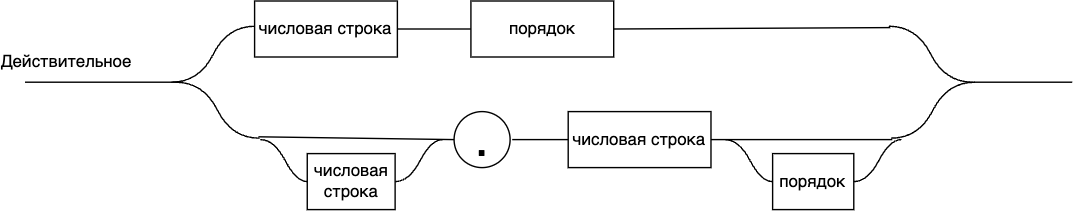 числовая строка
порядок
Действительное
.
числовая строка
числовая
строка
порядок